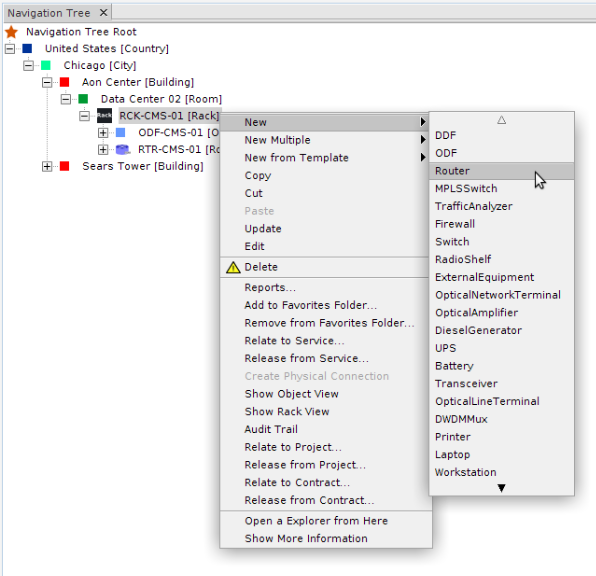 Navigation Tree
Navigation Tree Root
United States [Country]
Chicago [City]
Aon Center [Building]
Data Center 02 [Room]
Rack RCK-CMS-01 [Rack]
ODF-CMS-01 [O
RTR-CMS-01 [Ro
Sears Tower [Building]
New
New Multiple
New from Template
Copy
Cut
Paste
Update
Edit
Delete
Reports...
Add to Favorites Folder...
Remove from Favorites Folder...
Relate to Service...
Release from Service...
Create Physical Connection
Show Object View
Show Rack View
Audit Trail
Relate to Project...
Release from Project...
Relate to Contract...
Release from Contract...
Open a Explorer from Here
Show More Information
DDF
ODF
Router
MPLSSwitch
TrafficAnalyzer
Firewall
Switch
RadioShelf
ExternalEquipment
OpticalNetworkTerminal
OpticalAmplifier
DieselGenerator
UPS
Battery
Transceiver
OpticalLineTerminal
DWDMMux
Printer
Laptop
Workstation